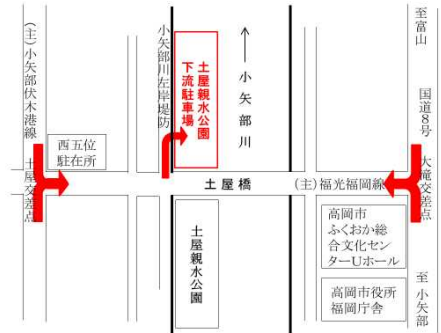 (主)小矢部伏木港線
土屋交差点
西五位
駐在所
小矢部川左岸堤防
土屋親水公園
下流駐車場
小矢部川
至富山
国道8号
大滝交差点
土屋橋
(主)福光福岡線
土屋親水公園
高岡市
ふくおか総
合文化セン
ターUホール
高岡市役所
福岡庁舎
至小矢部